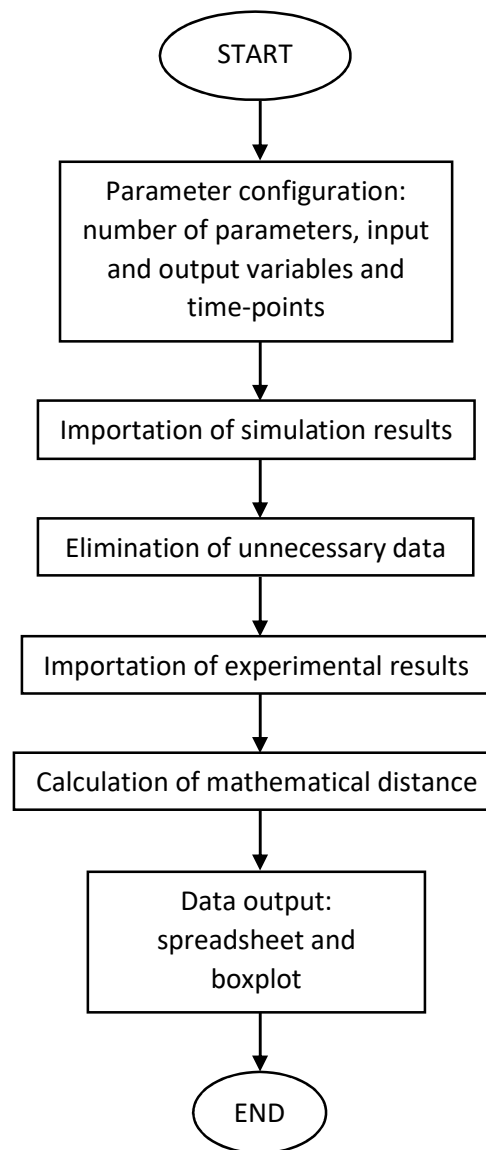 START
Parameter configuration:
number of parameters, input
and output variables and
time-points
Importation of simulation results
Elimination of unnecessary data
Importation of experimental results
Calculation of mathematical distance
Data output:
spreadsheet and
boxplot
END